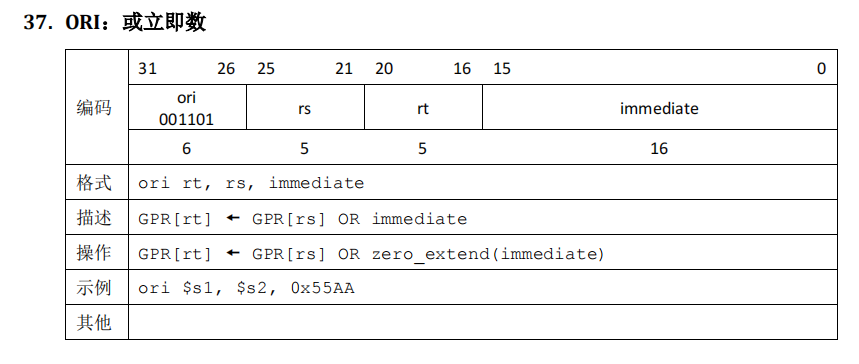 37. ORI：或立即数
31 26 25 21 20 16 15 0
编码
ori
001101
rs rt immediate
6 5 5 16
格式 ori rt, rs, immediate
描述 GPR[rt] ← GPR[rs] OR immediate
操作 GPR[rt] ← GPR[rs] OR zero_extend(immediate)
示例 ori $s1, $s2, 0x55AA
其他